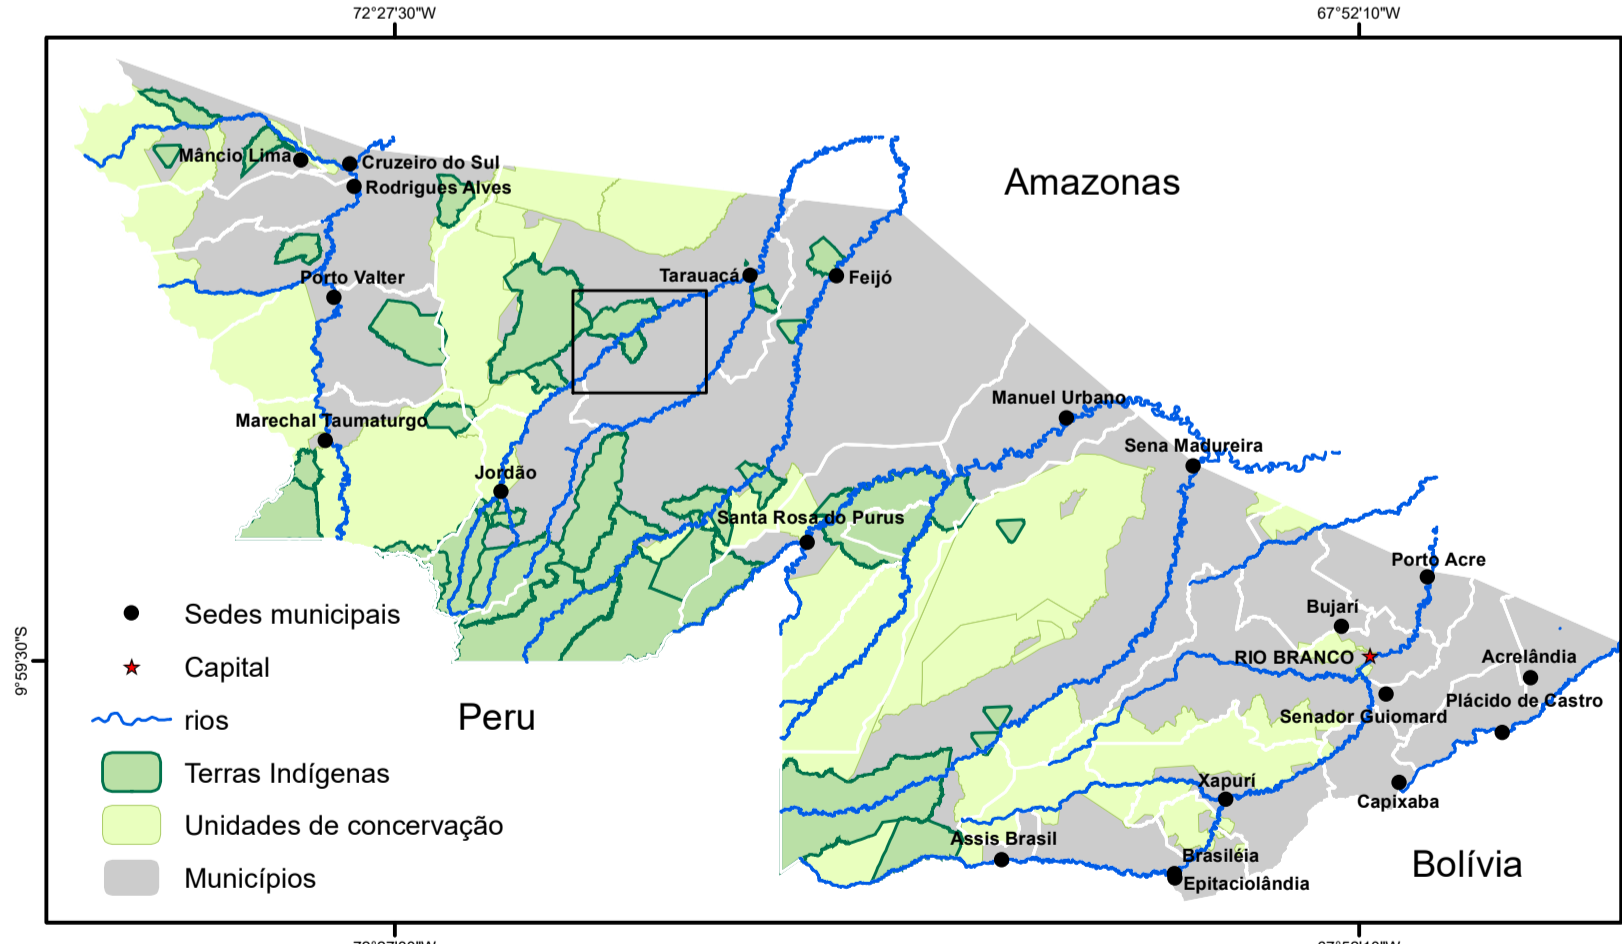 72°27'30"W
67°52'10"W
Amazonas
Mâncio Lima
Cruzeiro do Sul
Rodrigues Alves
Porto Valter
Tarauacá
Feijó
Marechal Taumaturgo
Manuel Urbano
Sena Madureira
Jordão
Santa Rosa do Purus
Porto Acre
Bujarí
RIO BRANCO
Acrelândia
Plácido de Castro
Senador Guiomard
Xapurí
Capixaba
Assis Brasil
Brasiléia
Epitaciolândia
9°59'30"S
Peru
Bolívia
Sedes municipais
Capital
rios
Terras Indígenas
Unidades de concervação
Municípios